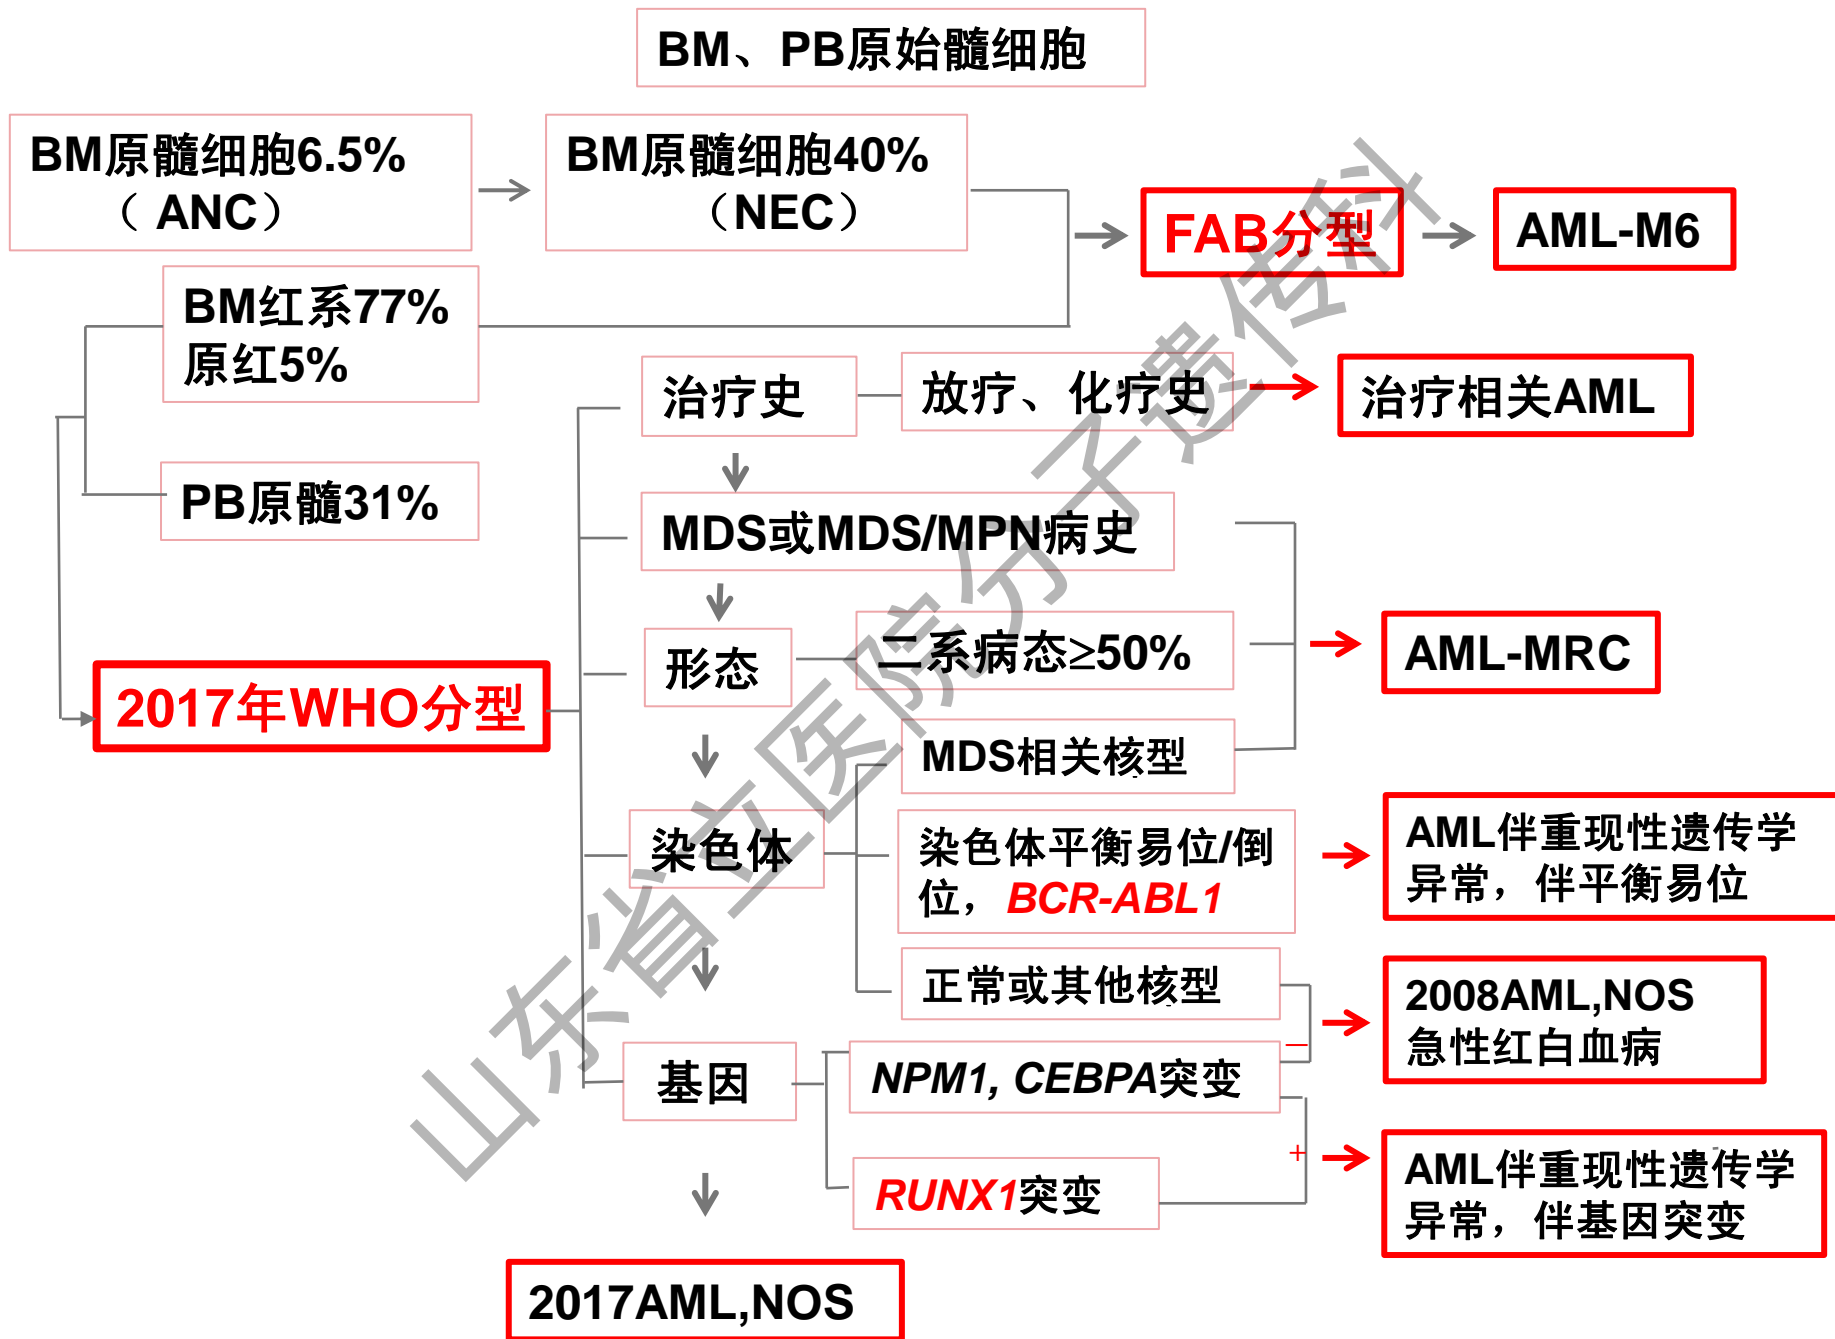 BM、PB原始髓细胞
BM原髓细胞6.5%
（ ANC）
BM原髓细胞40%
（NEC）
FAB分型
AML-M6
BM红系77%
原红5%
PB原髓31%
2017年WHO分型
治疗史
放疗、化疗史
治疗相关AML
MDS或MDS/MPN病史
形态
二系病态≥50%
AML-MRC
MDS相关核型
染色体
染色体平衡易位/倒
位，BCR-ABL1
AML伴重现性遗传学
异常，伴平衡易位
正常或其他核型
2008AML,NOS
急性红白血病
基因
NPM1, CEBPA突变
－
+
RUNX1突变
AML伴重现性遗传学
异常，伴基因突变
2017AML,NOS
山东省立医院分子遗传科